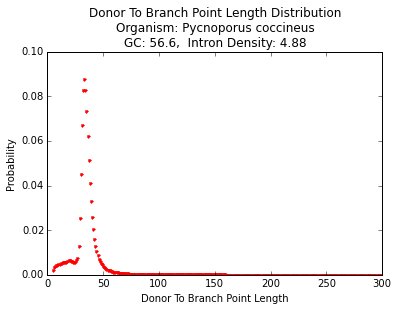 Donor To Branch Point Length Distribution
Organism: Pycnoporus coccineus
GC: 56.6,  Intron Density: 4.88
0.10
0.08
0.06
0.04
0.02
0.00
Probability
0 50 100 150 200 250 300
Donor To Branch Point Length